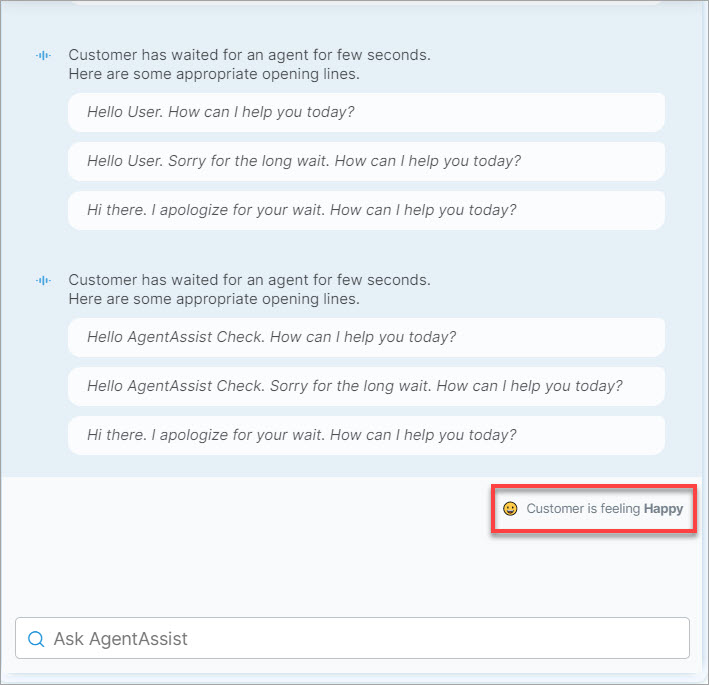 Customer has waited for an agent for few seconds.
Here are some appropriate opening lines.
Hello User. How can I help you today?
Hello User. Sorry for the long wait. How can I help you today?
Hi there. I apologize for your wait. How can I help you today?
Customer has waited for an agent for few seconds.
Here are some appropriate opening lines.
Hello AgentAssist Check. How can I help you today?
Hello AgentAssist Check. Sorry for the long wait. How can I help you today?
Hi there. I apologize for your wait. How can I help you today?
Customer is feeling Happy
Ask AgentAssist